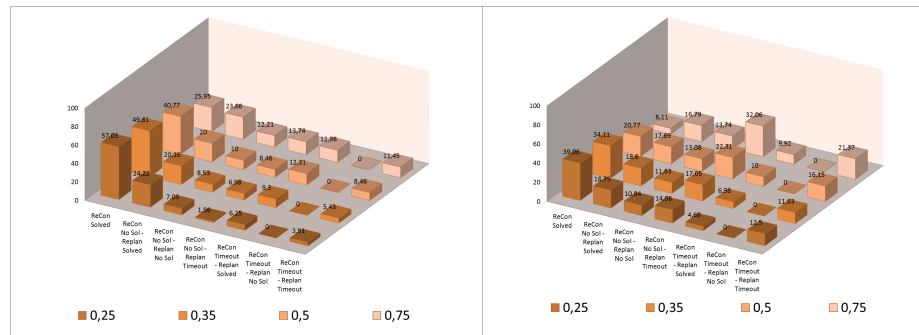 100
80
60
40
20
0
25,95 23,66 12,21 13,74 12,98 0 11,45
40,77 20 10 8,46 12,31 0 8,46
49,61 20,16 8,53 6,98 9,3 0 5,43
57,03 24,22 7,03 1,56 6,25 0 3,91
ReCon
Solved
ReCon
No Sol -
Replan
Solved
ReCon
No Sol -
Replan
No Sol
ReCon
No Sol -
Replan
Timeout
ReCon
Timeout
- Replan
Solved
ReCon
Timeout
- Replan
No Sol
ReCon
Timeout
- Replan
Timeout
0,25 0,35 0,5 0,75
100
80
60
40
20
0
6,11 16,79 13,74 32,06 9,92 0 21,37
20,77 17,69 13,08 22,31 10 0 16,15
34,11 18,6 11,63 17,05 6,98 0 11,63
39,06 18,75 10,94 14,06 4,69 0 12,5
ReCon
Solved
ReCon
No Sol -
Replan
Solved
ReCon
No Sol -
Replan
No Sol
ReCon
No Sol -
Replan
Timeout
ReCon
Timeout
- Replan
Solved
ReCon
Timeout
- Replan
No Sol
ReCon
Timeout
- Replan
Timeout
0,25 0,35 0,5 0,75